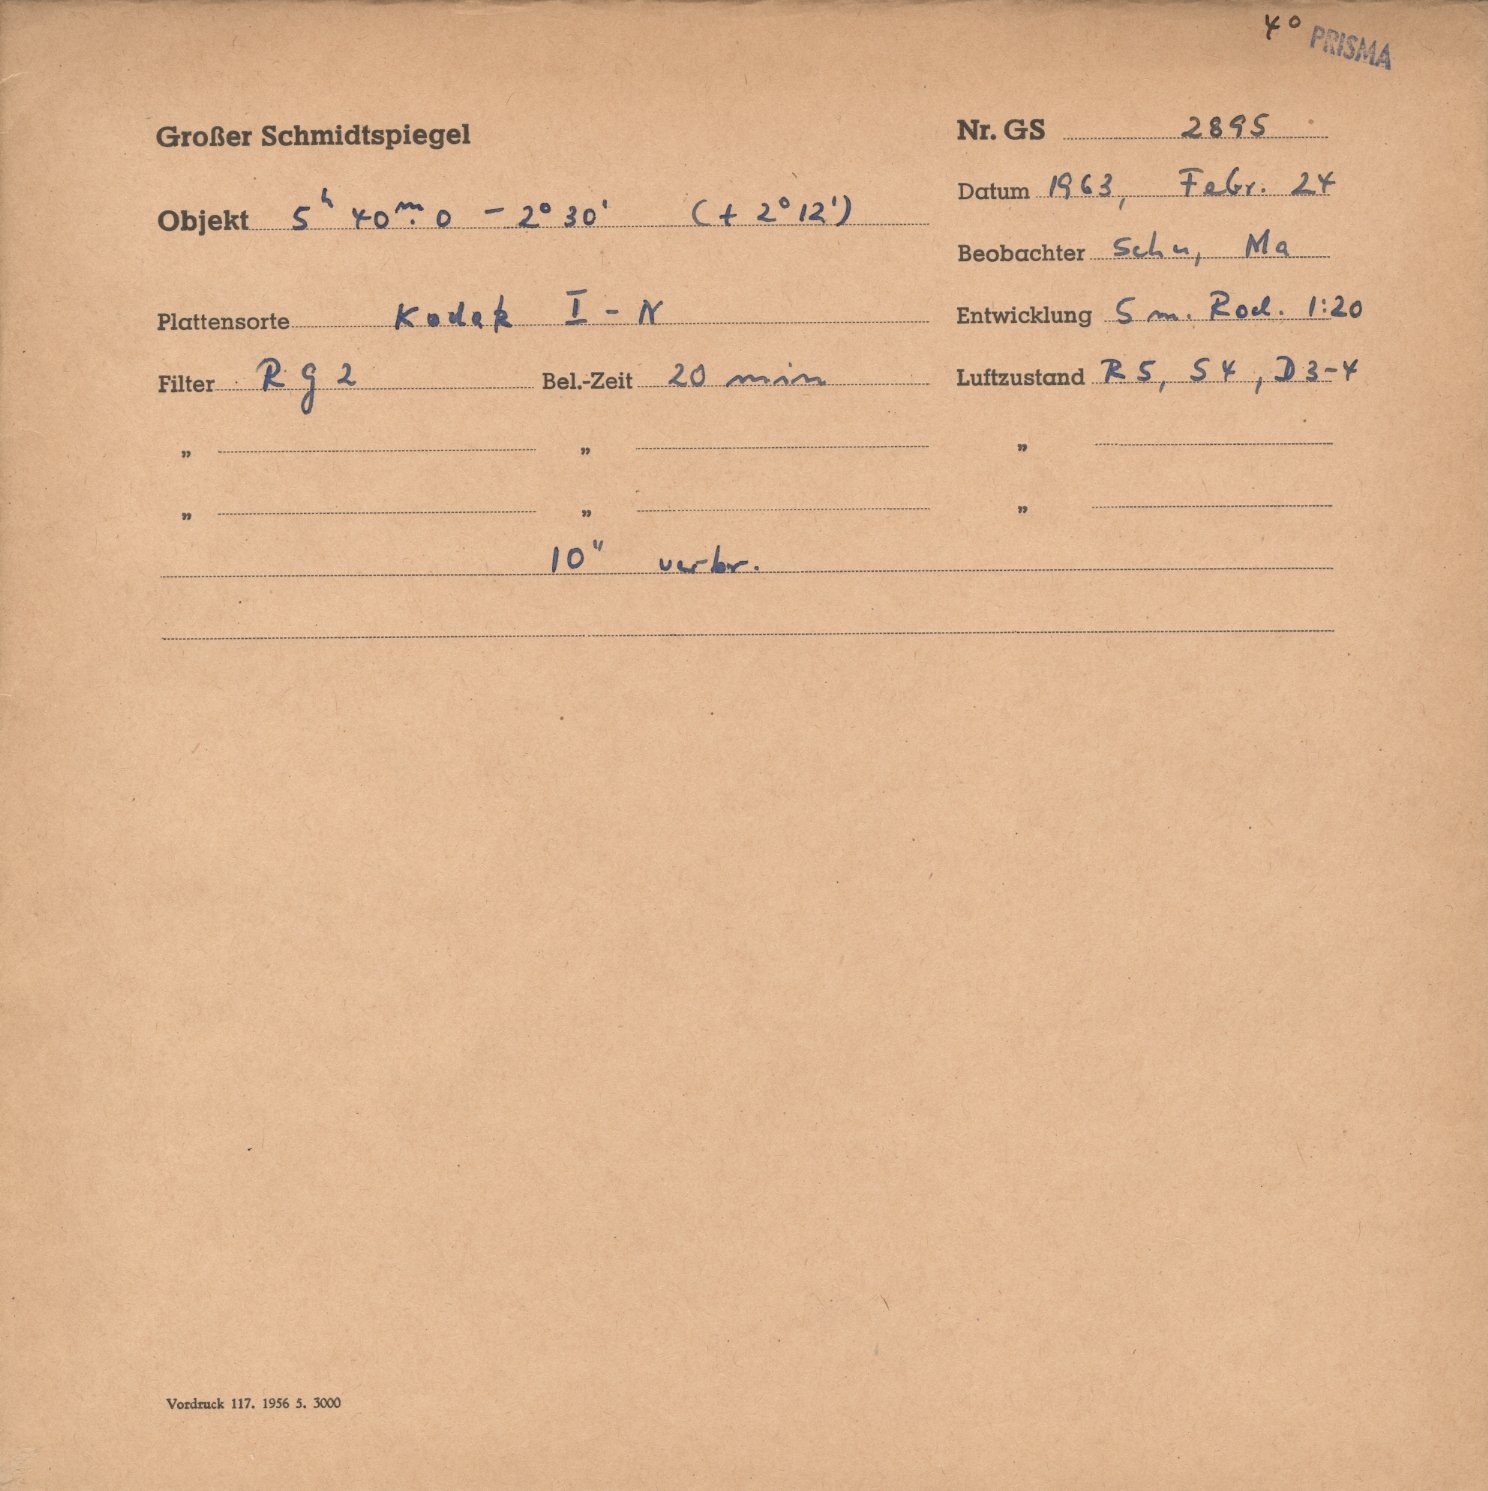 4° PRISMA
Großer Schmidtspiegel
Nr. GS 2895
Datum 1963, Febr. 24
Objekt 5ʰ 40ᵐ.0 - 2° 30' (+ 2° 12')
Beobachter Schu, Ma
Plattensorte Kodak I - N
Entwicklung 5 m. Rod. 1:20
Filter R g 2 Bel.-Zeit 20 min
Luftzustand R 5, S 4, D 3-4
" " "
" " "
10" verbr.
Vordruck 117. 1956 5. 3000